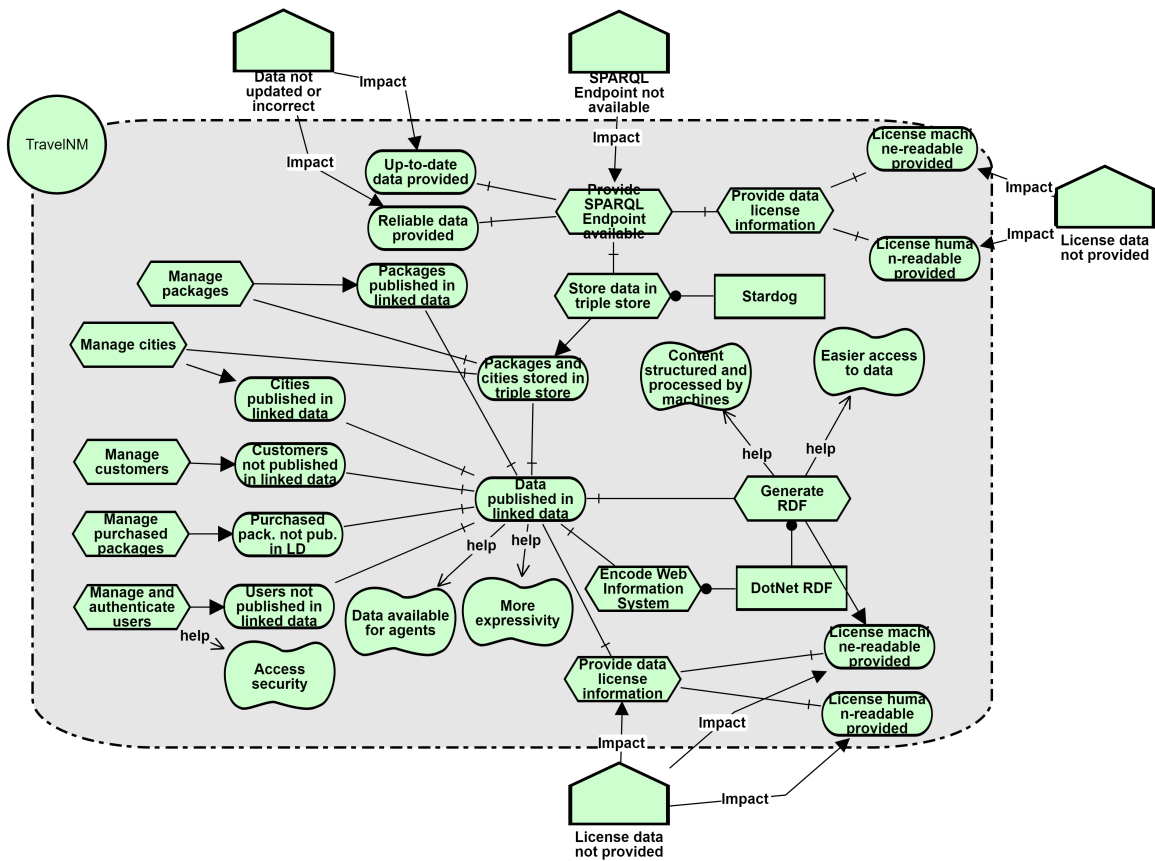 Data not
updated or
incorrect
Impact
SPARQL
Endpoint not
available
Impact
Impact
TravelNM
License machi
ne-readable
provided
Impact
Impact
License data
not provided
Up-to-date
data provided
Reliable data
provided
Provide
SPARQL
Endpoint
available
Provide data
license
information
License huma
n-readable
provided
Manage
packages
Packages
published in
linked data
Store data in
triple store
Stardog
Manage cities
Cities
published in
linked data
Packages and
cities stored in
triple store
Content
structured and
processed by
machines
Easier access
to data
help
help
Manage
customers
Customers
not published
in linked data
Data
published in
linked data
Generate
RDF
Manage
purchased
packages
Purchased
pack. not pub.
in LD
help
help
Manage and
authenticate
users
Users not
published in
linked data
Encode Web
Information
System
DotNet RDF
help
Access
security
Data available
for agents
More
expressivity
Provide data
license
information
License machi
ne-readable
provided
License huma
n-readable
provided
Impact
Impact
Impact
License data
not provided